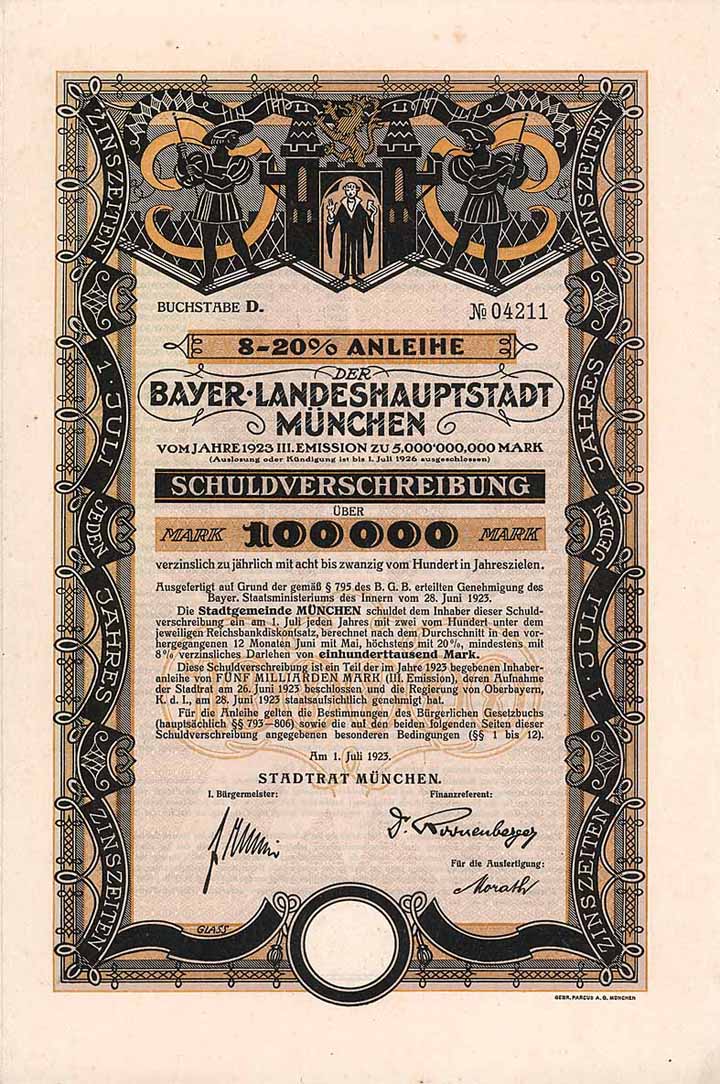 ZINSZEITEN
ZINSZEITEN
BUCHSTABE D.
№ 04211
8-20% ANLEIHE
DER
BAYER·LANDESHAUPTSTADT
MÜNCHEN
VOM JAHRE 1923 III. EMISSION ZU 5,000'000,000 MARK
(Auslosung oder Kündigung ist bis 1. Juli 1926 ausgeschlossen)
SCHULDVERSCHREIBUNG
ÜBER
MARK 100000 MARK
verzinslich zu jährlich mit acht bis zwanzig vom Hundert in Jahreszielen.
Ausgefertigt auf Grund der gemäß § 795 des B. G. B. erteilten Genehmigung des
Bayer. Staatsministeriums des Innern vom 28. Juni 1923.
Die Stadtgemeinde MÜNCHEN schuldet dem Inhaber dieser Schuld-
verschreibung ein am 1. Juli jeden Jahres mit zwei vom Hundert unter dem
jeweiligen Reichsbankdiskontsatz, berechnet nach dem Durchschnitt in den vor-
hergegangenen 12 Monaten Juni mit Mai, höchstens mit 20%, mindestens mit
8% verzinsliches Darlehen von einhunderttausend Mark.
Diese Schuldverschreibung ist ein Teil der im Jahre 1923 begebenen Inhaber-
anleihe von FÜNF MILLIARDEN MARK (III. Emission), deren Aufnahme
der Stadtrat am 26. Juni 1923 beschlossen und die Regierung von Oberbayern,
K. d. I., am 28. Juni 1923 staatsaufsichtlich genehmigt hat.
Für die Anleihe gelten die Bestimmungen des Bürgerlichen Gesetzbuchs
(hauptsächlich §§ 793–806) sowie die auf den beiden folgenden Seiten dieser
Schuldverschreibung angegebenen besonderen Bedingungen (§§ 1 bis 12).
Am 1. Juli 1923.
STADTRAT MÜNCHEN.
I. Bürgermeister:
Finanzreferent:
Für die Ausfertigung:
Morath
1·JULI
JEDEN
JAHRES
ZINSZEITEN
JAHRES
JEDEN
1·JULI
ZINSZEITEN
GLASS
GEBR. PARCUS A. G. MÜNCHEN